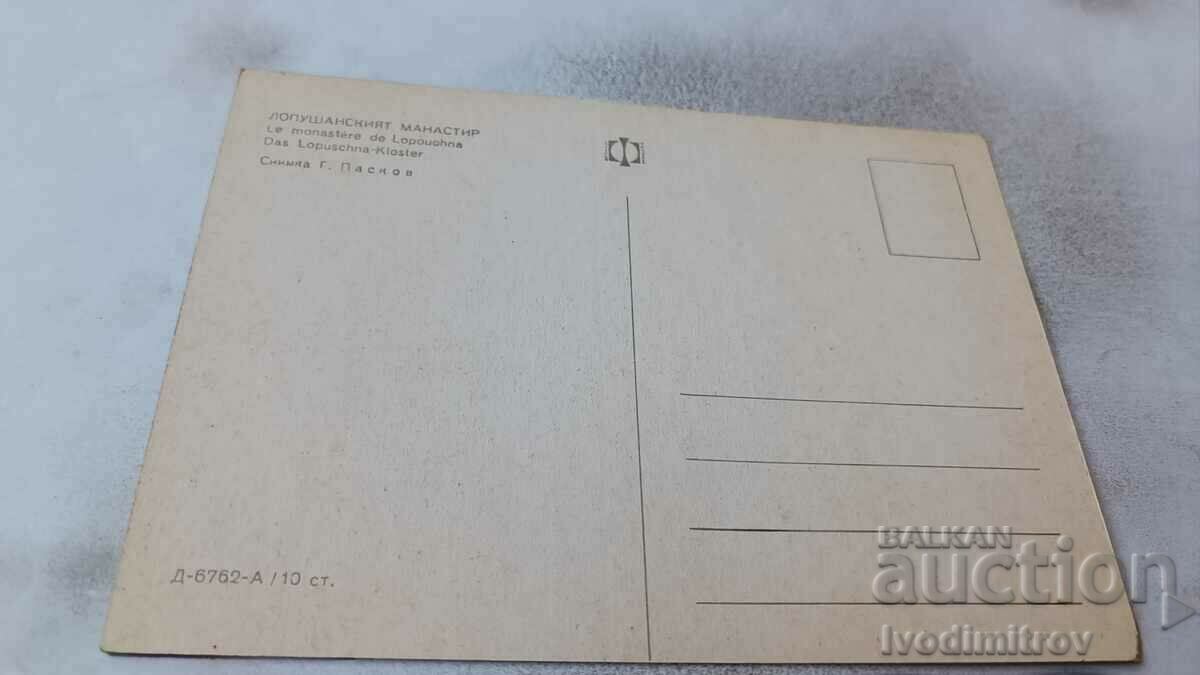 ЛОПУШАНСКИЯТ МАНАСТИР
Le monastère de Lopouchna
Das Lopuschna-Kloster
Снимка Г. Пасков
Д-6762-А / 10 ст.
BALKAN
auction
Ivodimitrov